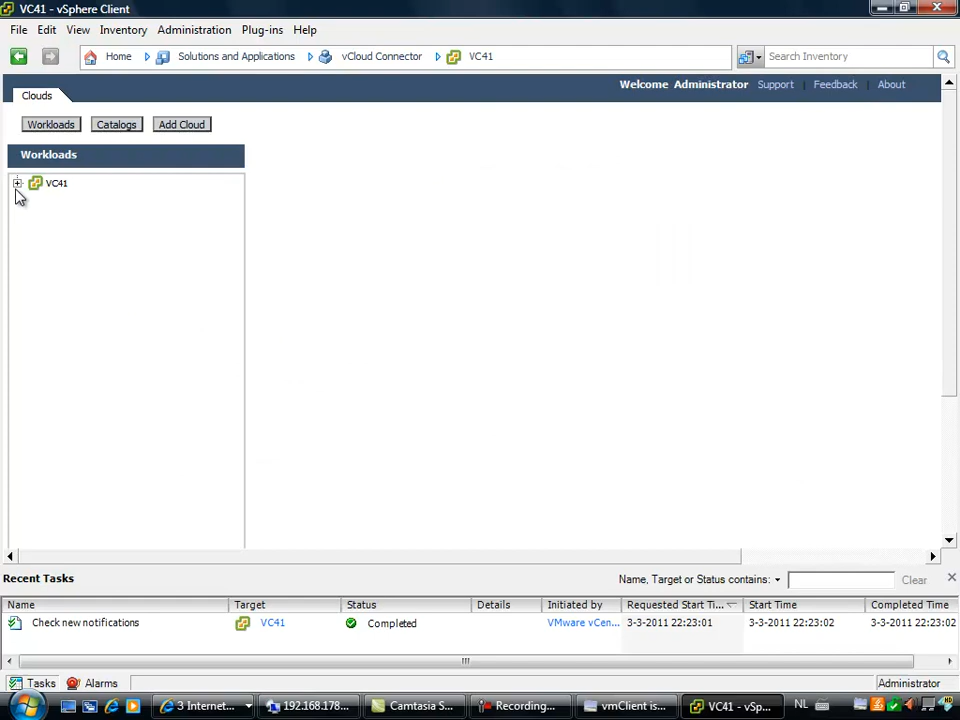 VC41 - vSphere Client
File Edit View Inventory Administration Plug-ins Help
Home Solutions and Applications vCloud Connector VC41 Search Inventory
Welcome Administrator Support | Feedback | About
Clouds
Workloads Catalogs Add Cloud
Workloads
VC41
Recent Tasks Name, Target or Status contains: Clear
Name Target Status Details Initiated by Requested Start Ti... Start Time Completed Time
Check new notifications VC41 Completed VMware vCen... 3-3-2011 22:23:01 3-3-2011 22:23:02 3-3-2011 22:23:02
Tasks Alarms Administrator
3 Internet... 192.168.178... Camtasia S... Recording... vmClient is... VC41 - vSp... NL